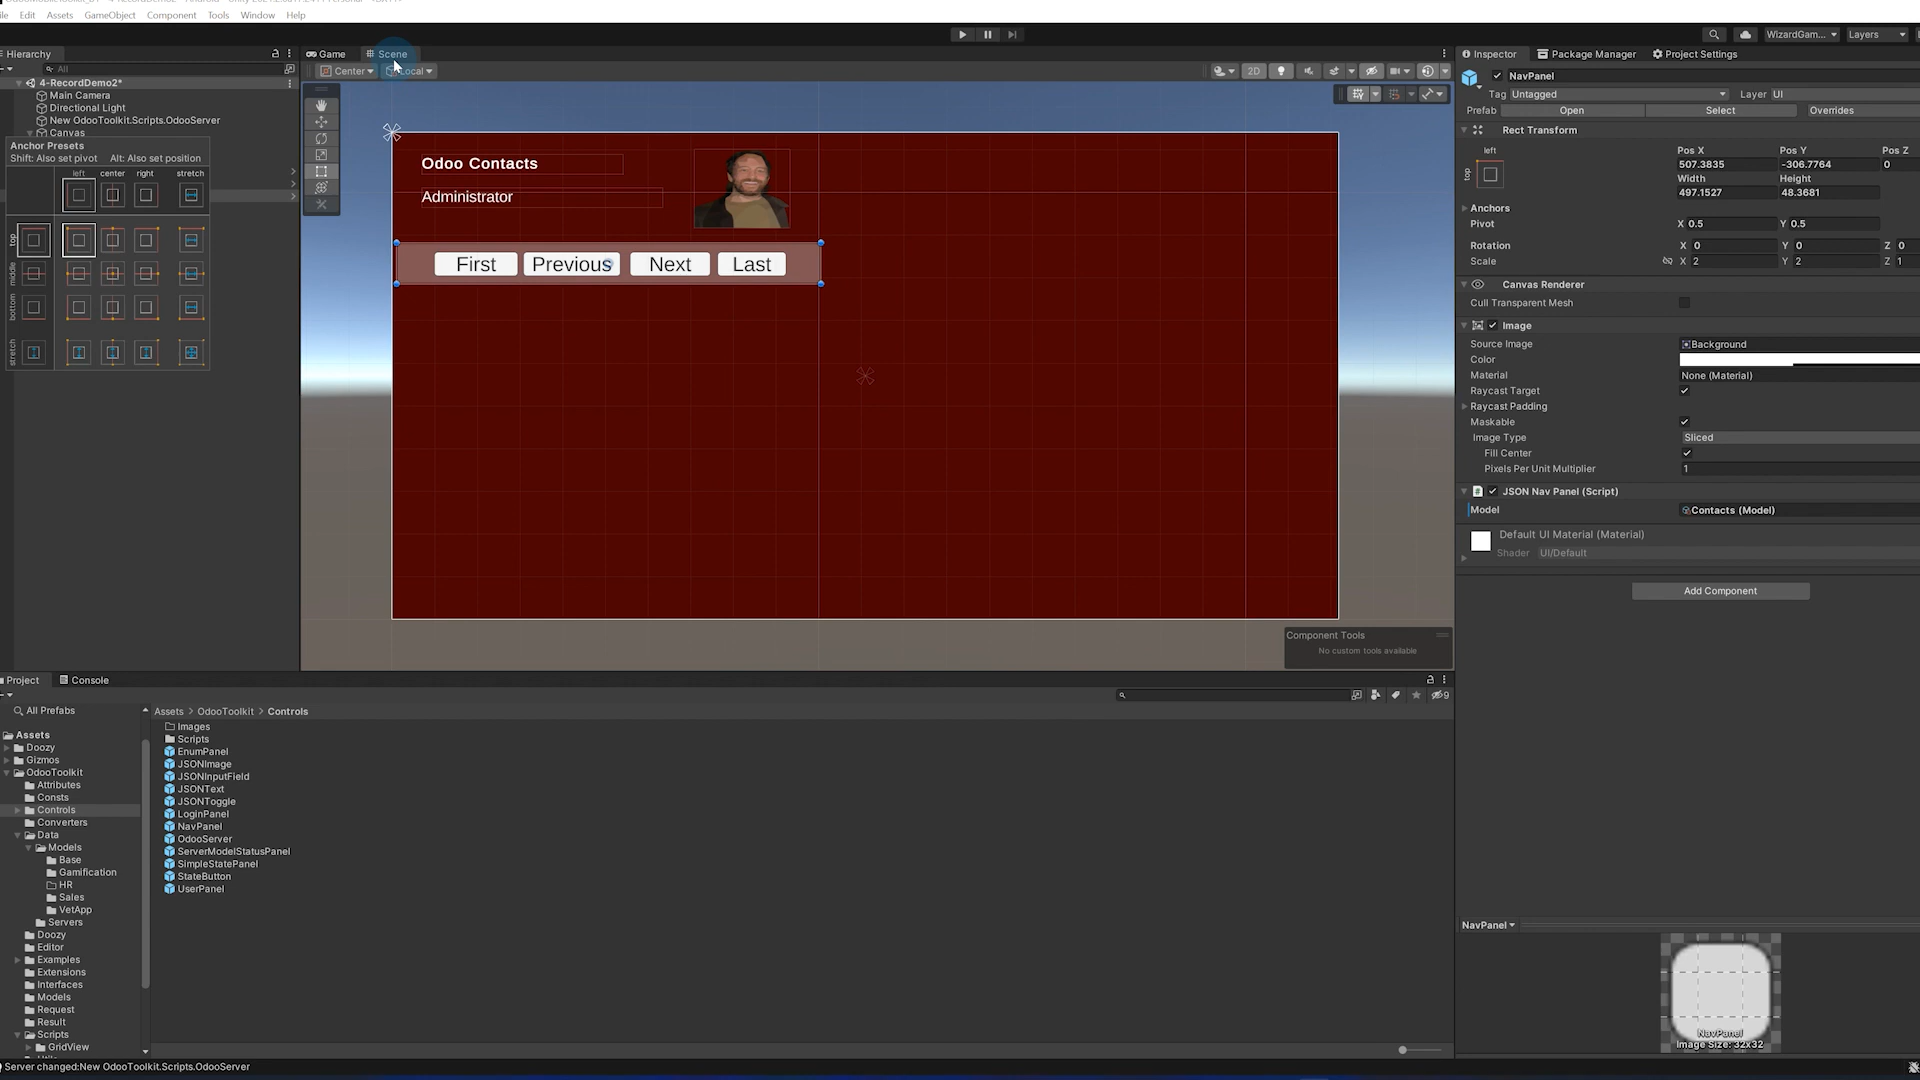 ile Edit Assets GameObject Component Tools Window Help
WizardGam... Layers
Hierarchy
Game Scene
Inspector Package Manager Project Settings
All
Center Local
2D
4-RecordDemo2*
Main Camera
Directional Light
New OdooToolkit.Scripts.OdooServer
Canvas
Anchor Presets
Shift: Also set pivot Alt: Also set position
left center right stretch
top
middle
bottom
stretch
Odoo Contacts
Administrator
First Previous Next Last
Component Tools
No custom tools available
NavPanel
Tag Untagged Layer UI
Prefab Open Select Overrides
Rect Transform
left Pos X Pos Y Pos Z
top 507.3835 -306.7764 0
Width Height
497.1527 48.3681
Anchors
Pivot X 0.5 Y 0.5
Rotation X 0 Y 0 Z 0
Scale X 2 Y 2 Z 1
Canvas Renderer
Cull Transparent Mesh
Image
Source Image Background
Color
Material None (Material)
Raycast Target
Raycast Padding
Maskable
Image Type Sliced
Fill Center
Pixels Per Unit Multiplier 1
JSON Nav Panel (Script)
Model Contacts (Model)
Default UI Material (Material)
Shader UI/Default
Add Component
NavPanel
NavPanel
Image Size: 32x32
Project Console
9
All Prefabs
Assets
Doozy
Gizmos
OdooToolkit
Attributes
Consts
Controls
Converters
Data
Models
Base
Gamification
HR
Sales
VetApp
Servers
Doozy
Editor
Examples
Extensions
Interfaces
Models
Request
Result
Scripts
GridView
Assets > OdooToolkit > Controls
Images
Scripts
EnumPanel
JSONImage
JSONInputField
JSONText
JSONToggle
LoginPanel
NavPanel
OdooServer
ServerModelStatusPanel
SimpleStatePanel
StateButton
UserPanel
Server changed:New OdooToolkit.Scripts.OdooServer